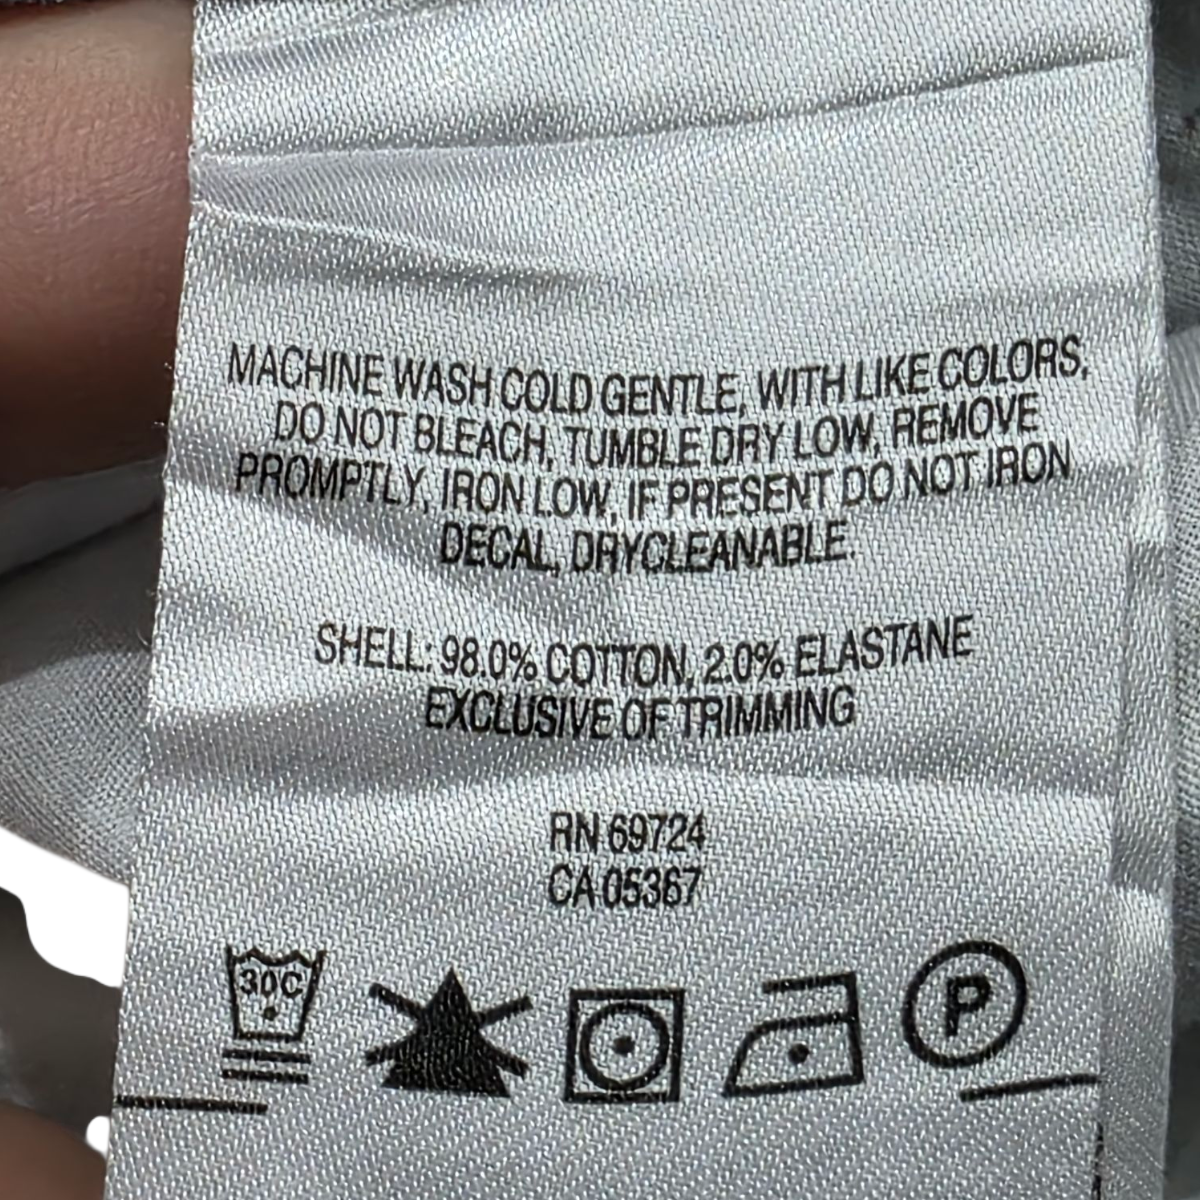 MACHINE WASH COLD GENTLE, WITH LIKE COLORS,
DO NOT BLEACH, TUMBLE DRY LOW, REMOVE
PROMPTLY, IRON LOW, IF PRESENT DO NOT IRON
DECAL, DRYCLEANABLE.
SHELL: 98.0% COTTON, 2.0% ELASTANE
EXCLUSIVE OF TRIMMING
RN 69724
CA 05367
30C P